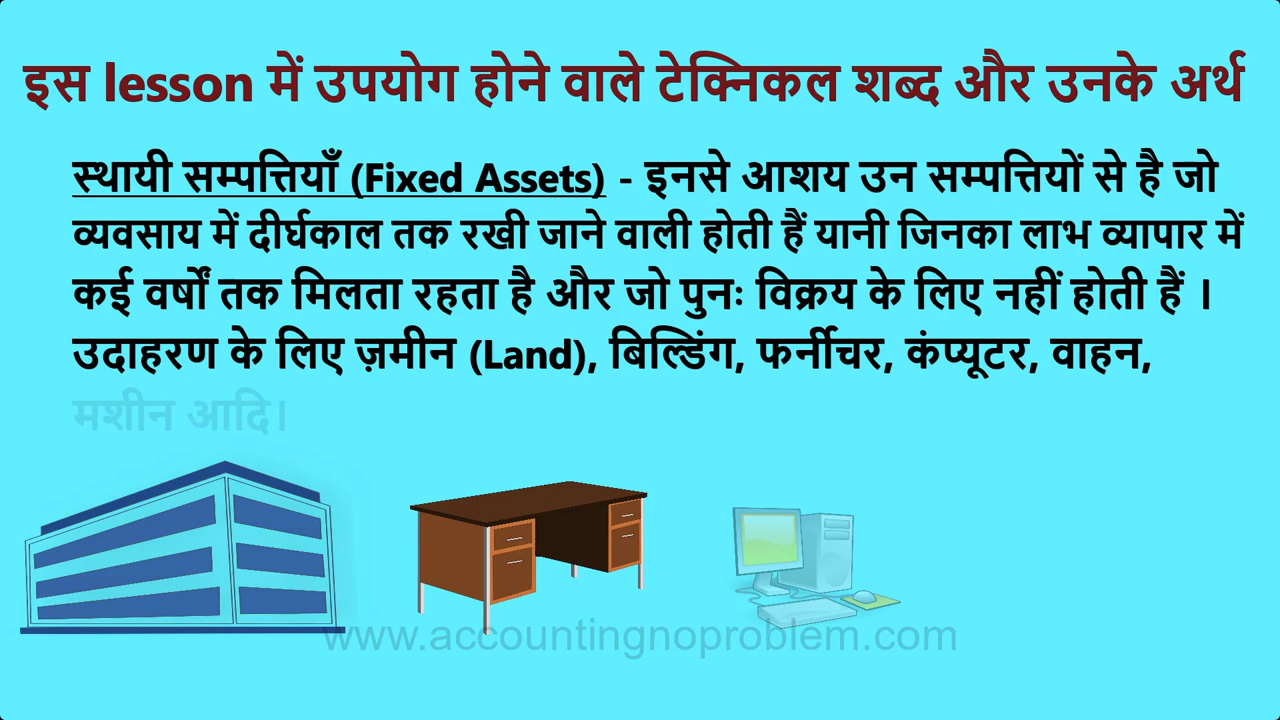 इस lesson में उपयोग होने वाले टेक्निकल शब्द और उनके अर्थ
स्थायी सम्पत्तियाँ (Fixed Assets) - इनसे आशय उन सम्पत्तियों से है जो
व्यवसाय में दीर्घकाल तक रखी जाने वाली होती हैं यानी जिनका लाभ व्यापार में
कई वर्षों तक मिलता रहता है और जो पुनः विक्रय के लिए नहीं होती हैं ।
उदाहरण के लिए ज़मीन (Land), बिल्डिंग, फर्नीचर, कंप्यूटर, वाहन,
मशीन आदि।
www.accountingnoproblem.com